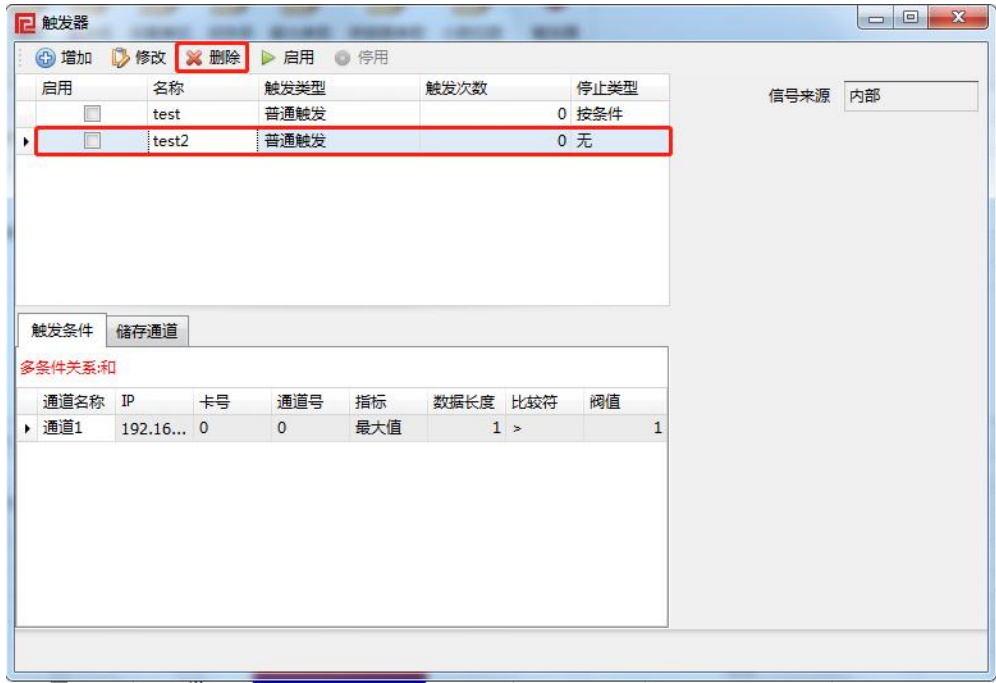 触发器
增加 修改 删除 启用 停用
启用 名称 触发类型 触发次数 停止类型
test 普通触发 0 按条件
test2 普通触发 0 无
信号来源 内部
触发条件 储存通道
多条件关系:和
通道名称 IP 卡号 通道号 指标 数据长度 比较符 阀值
通道1 192.16... 0 0 最大值 1 > 1